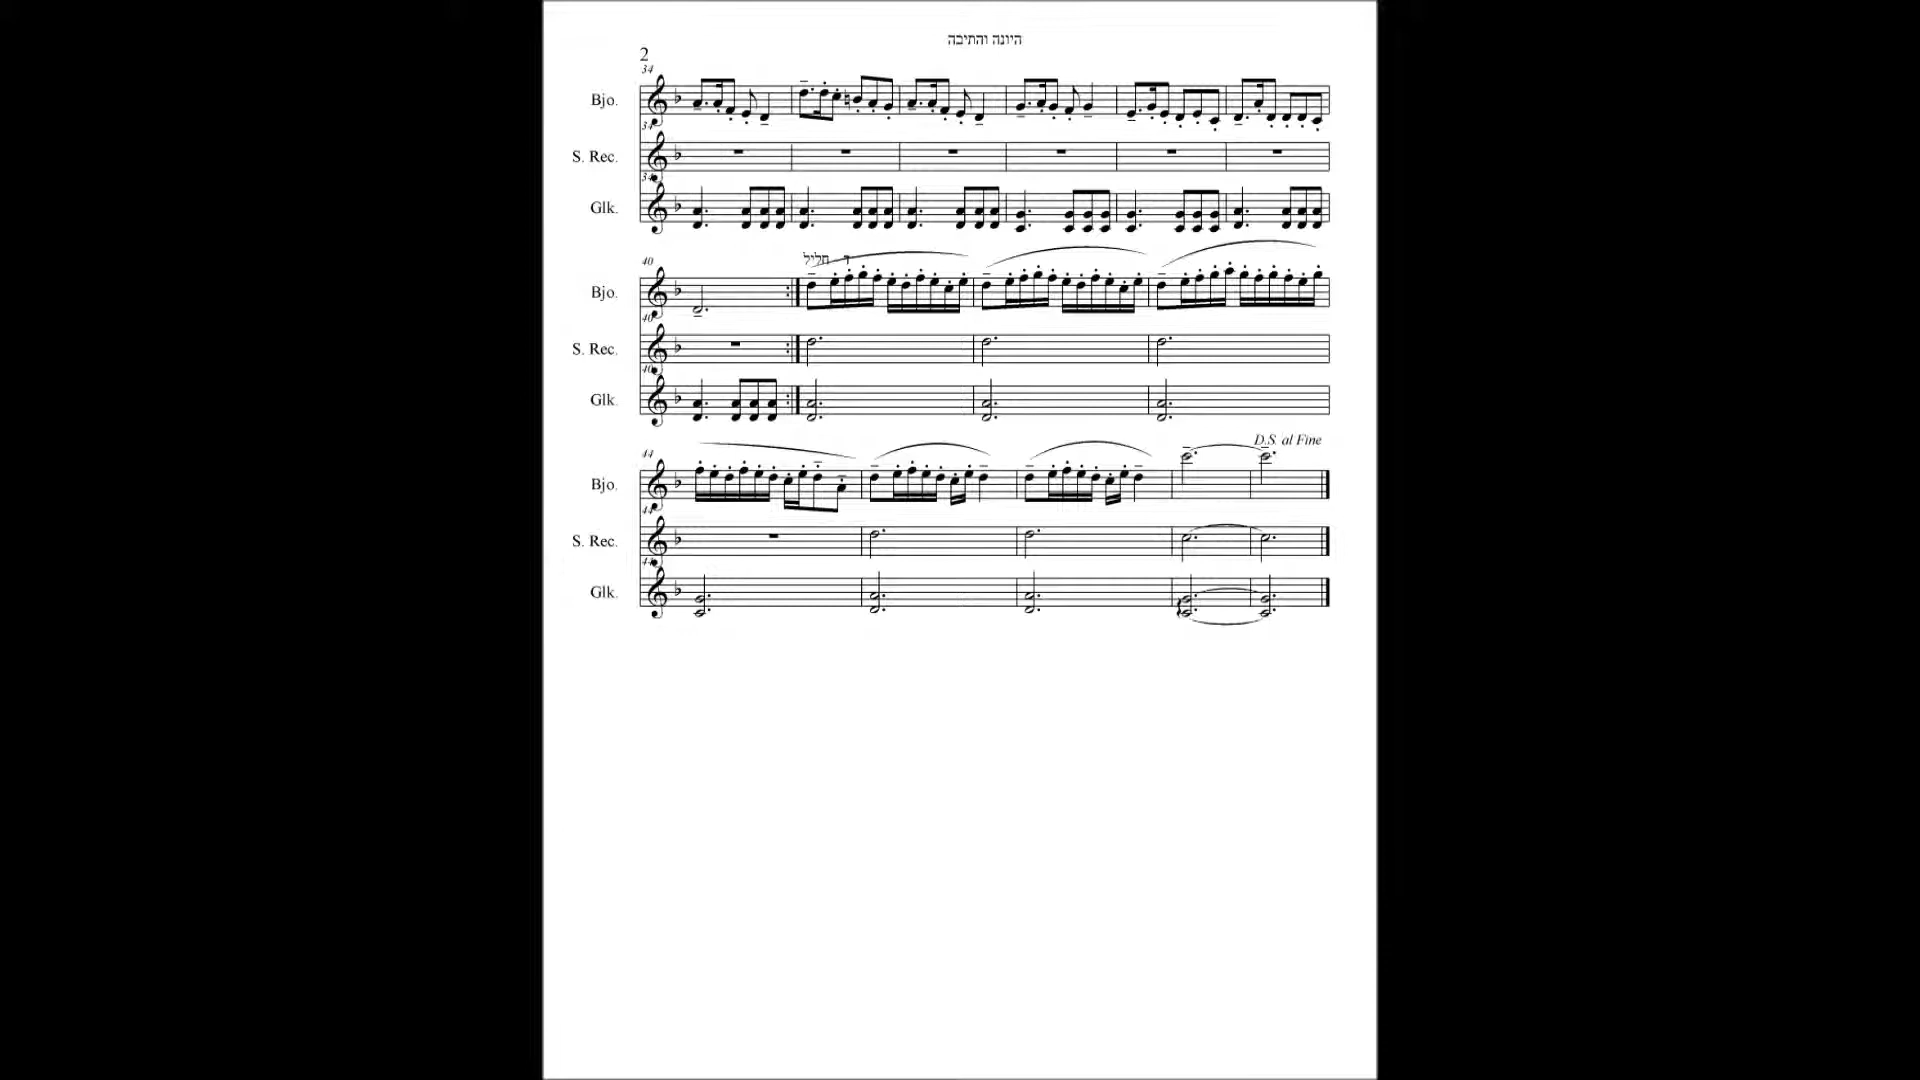 היונה והתיבה
2
34
Bjo.
34
S. Rec.
34
Glk.
40
ד - חליל
Bjo.
40
S. Rec.
40
Glk.
D.S. al Fine
44
Bjo.
44
S. Rec.
44
Glk.